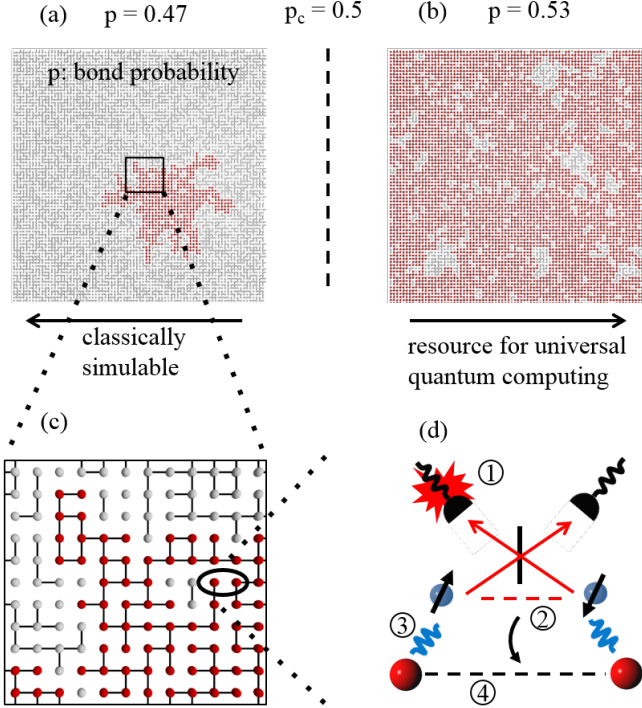 (a) p = 0.47
p_c = 0.5
(b) p = 0.53
p: bond probability
classically
simulable
resource for universal
quantum computing
(c)
(d)
①
②
③
④